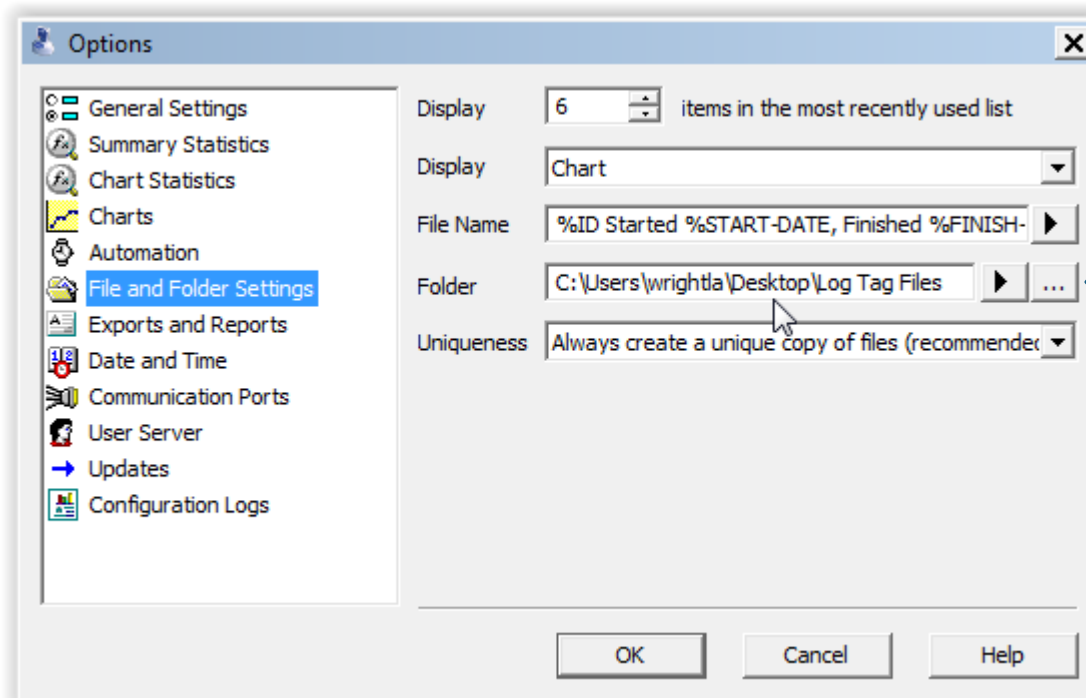 Options
General Settings
Summary Statistics
Chart Statistics
Charts
Automation
File and Folder Settings
Exports and Reports
Date and Time
Communication Ports
User Server
Updates
Configuration Logs
Display 6 items in the most recently used list
Display Chart
File Name %ID Started %START-DATE, Finished %FINISH-
Folder C:\Users\wrightla\Desktop\Log Tag Files ...
Uniqueness Always create a unique copy of files (recommended
OK Cancel Help